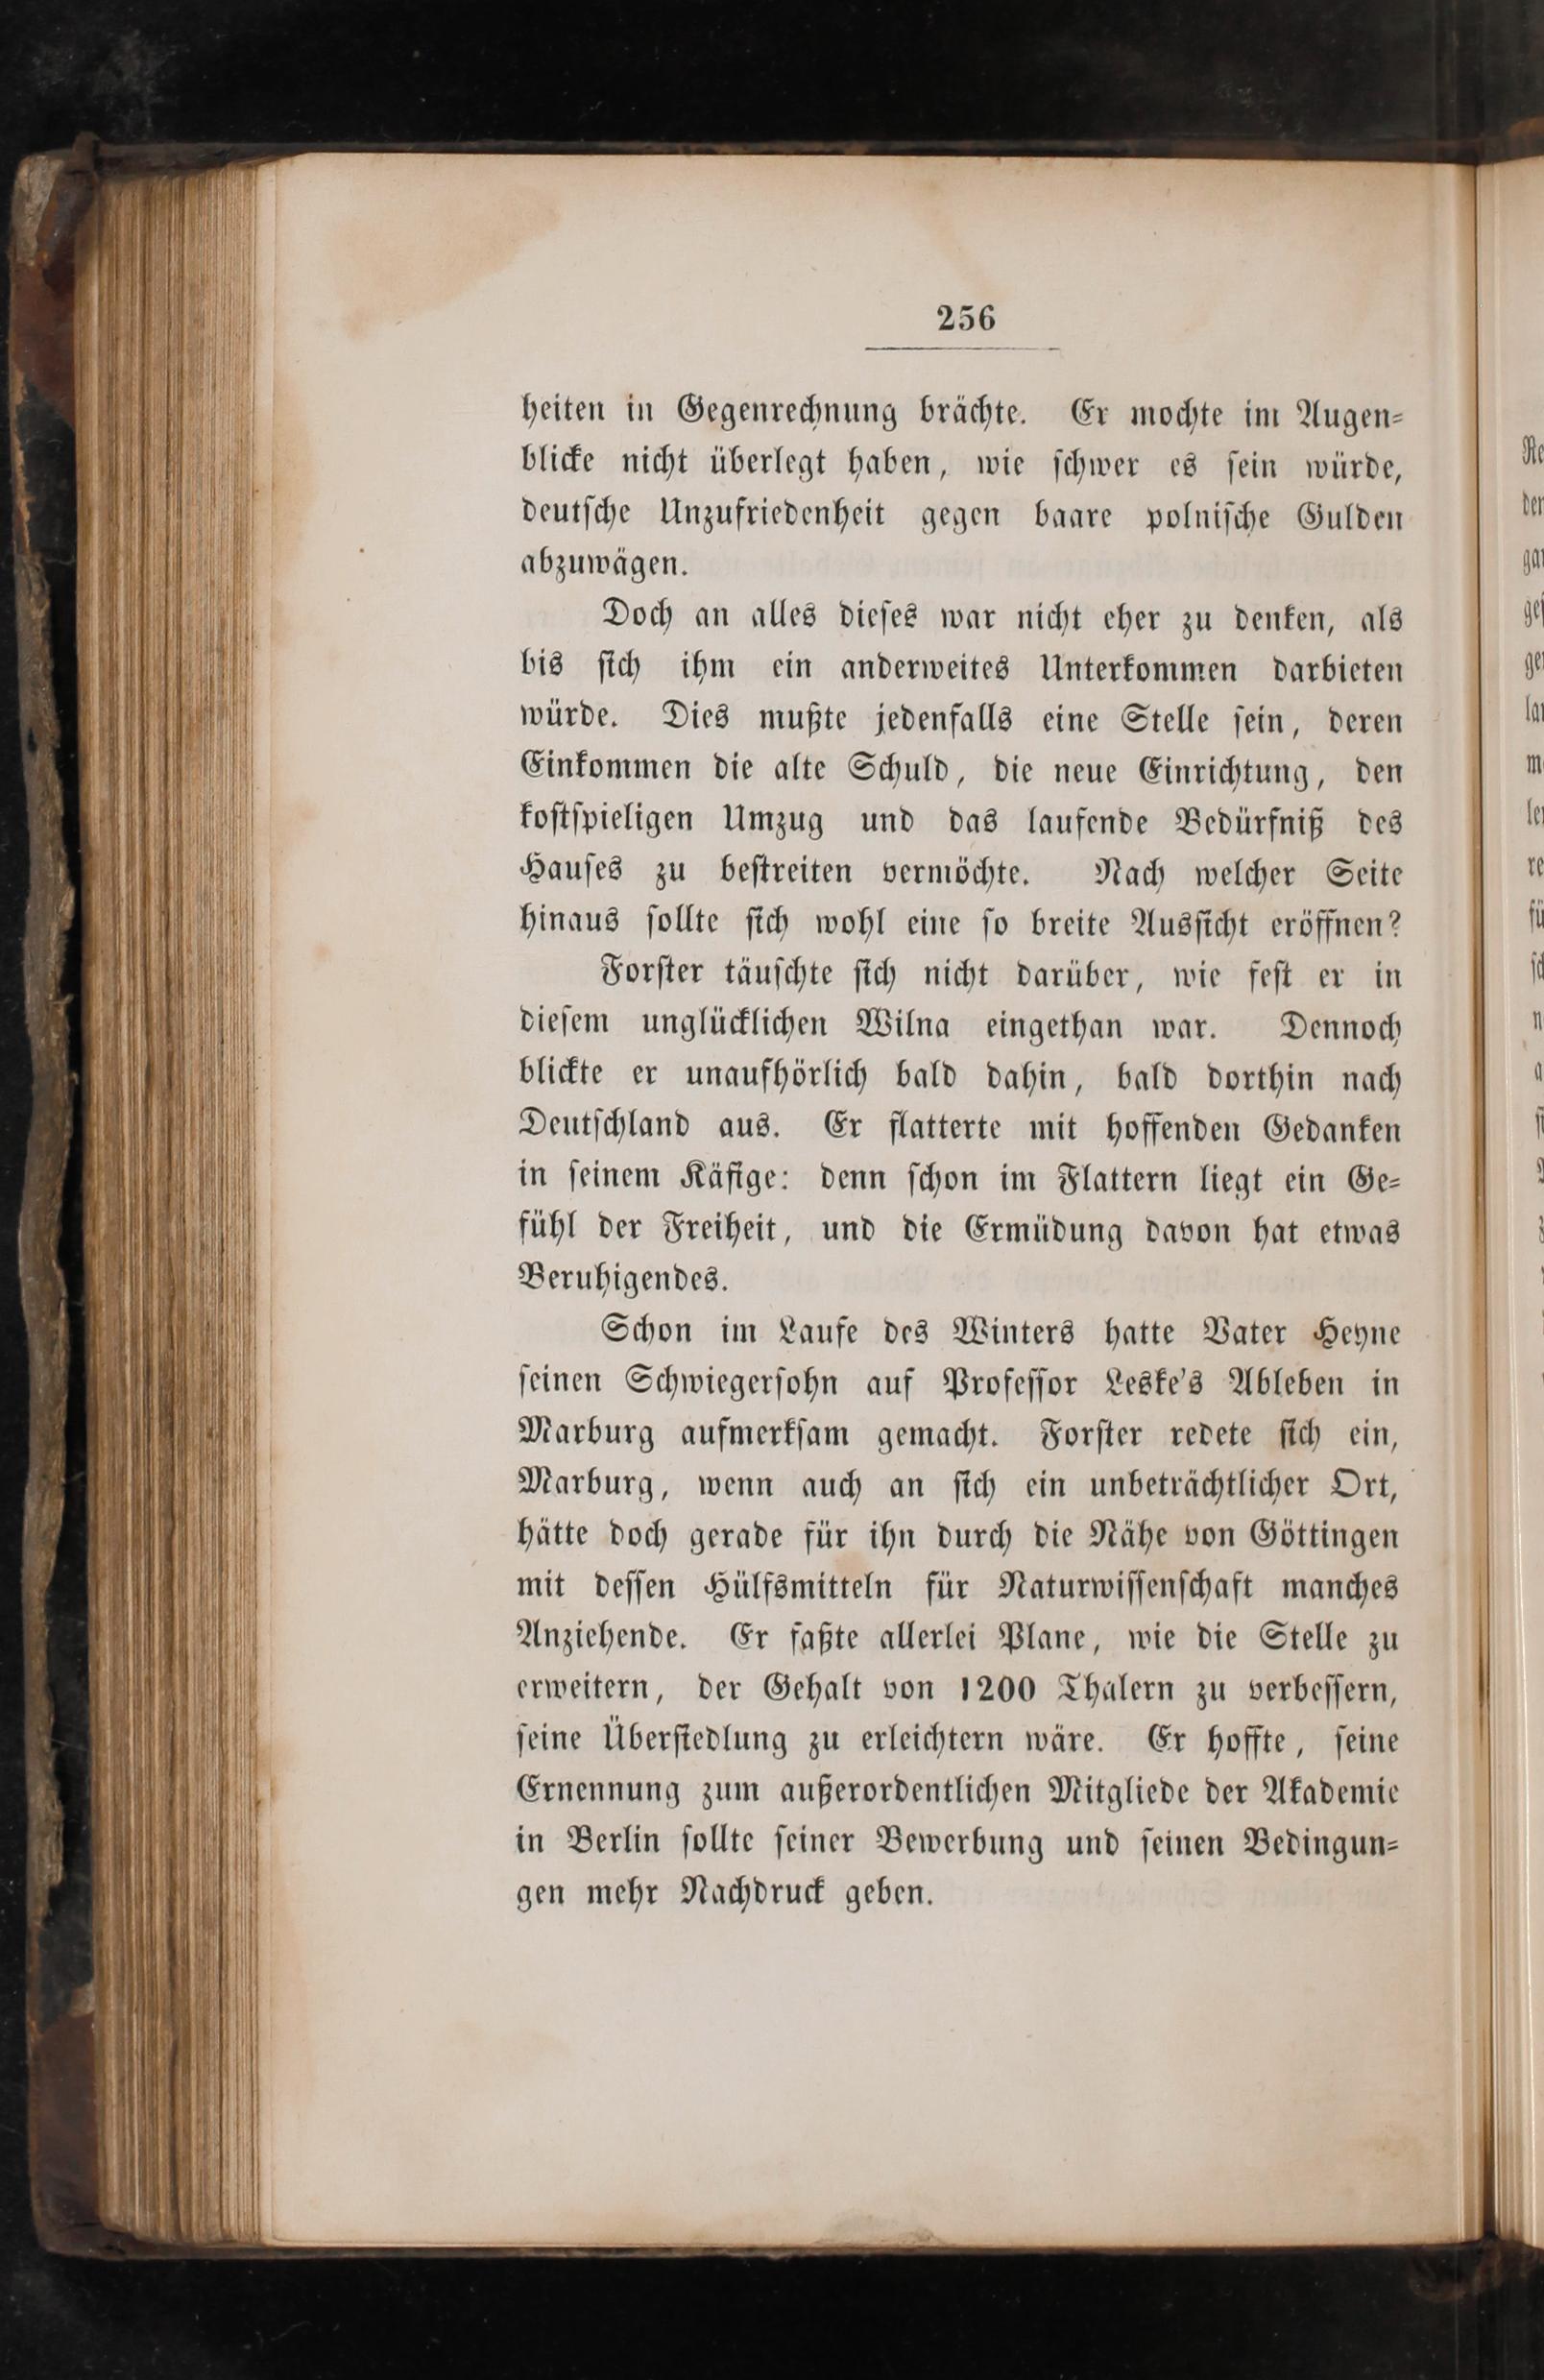 256
heiten in Gegenrechnung brächte. Er mochte im Augen-
blicke nicht überlegt haben, wie schwer es sein würde,
deutsche Unzufriedenheit gegen baare polnische Gulden
abzuwägen.
Doch an alles dieses war nicht eher zu denken, als
bis sich ihm ein anderweites Unterkommen darbieten
würde. Dies mußte jedenfalls eine Stelle sein, deren
Einkommen die alte Schuld, die neue Einrichtung, den
kostspieligen Umzug und das laufende Bedürfniß des
Hauses zu bestreiten vermöchte. Nach welcher Seite
hinaus sollte sich wohl eine so breite Aussicht eröffnen?
Forster täuschte sich nicht darüber, wie fest er in
diesem unglücklichen Wilna eingethan war. Dennoch
blickte er unaufhörlich bald dahin, bald dorthin nach
Deutschland aus. Er flatterte mit hoffenden Gedanken
in seinem Käfige: denn schon im Flattern liegt ein Ge-
fühl der Freiheit, und die Ermüdung davon hat etwas
Beruhigendes.
Schon im Laufe des Winters hatte Vater Heyne
seinen Schwiegersohn auf Professor Leske's Ableben in
Marburg aufmerksam gemacht. Forster redete sich ein,
Marburg, wenn auch an sich ein unbeträchtlicher Ort,
hätte doch gerade für ihn durch die Nähe von Göttingen
mit dessen Hülfsmitteln für Naturwissenschaft manches
Anziehende. Er faßte allerlei Plane, wie die Stelle zu
erweitern, der Gehalt von 1200 Thalern zu verbessern,
seine Übersiedlung zu erleichtern wäre. Er hoffte, seine
Ernennung zum außerordentlichen Mitgliede der Akademie
in Berlin sollte seiner Bewerbung und seinen Bedingun-
gen mehr Nachdruck geben.